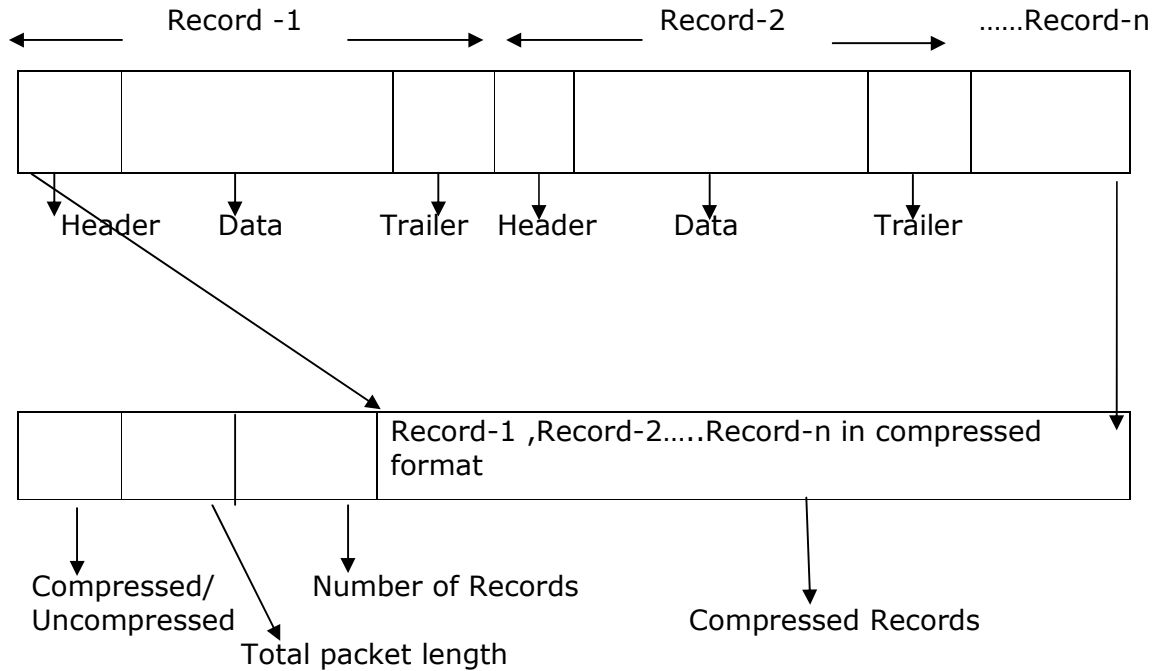 Record -1
Record-2
......Record-n
Header
Data
Trailer
Header
Data
Trailer
Record-1 ,Record-2.....Record-n in compressed
format
Compressed/
Uncompressed
Number of Records
Total packet length
Compressed Records